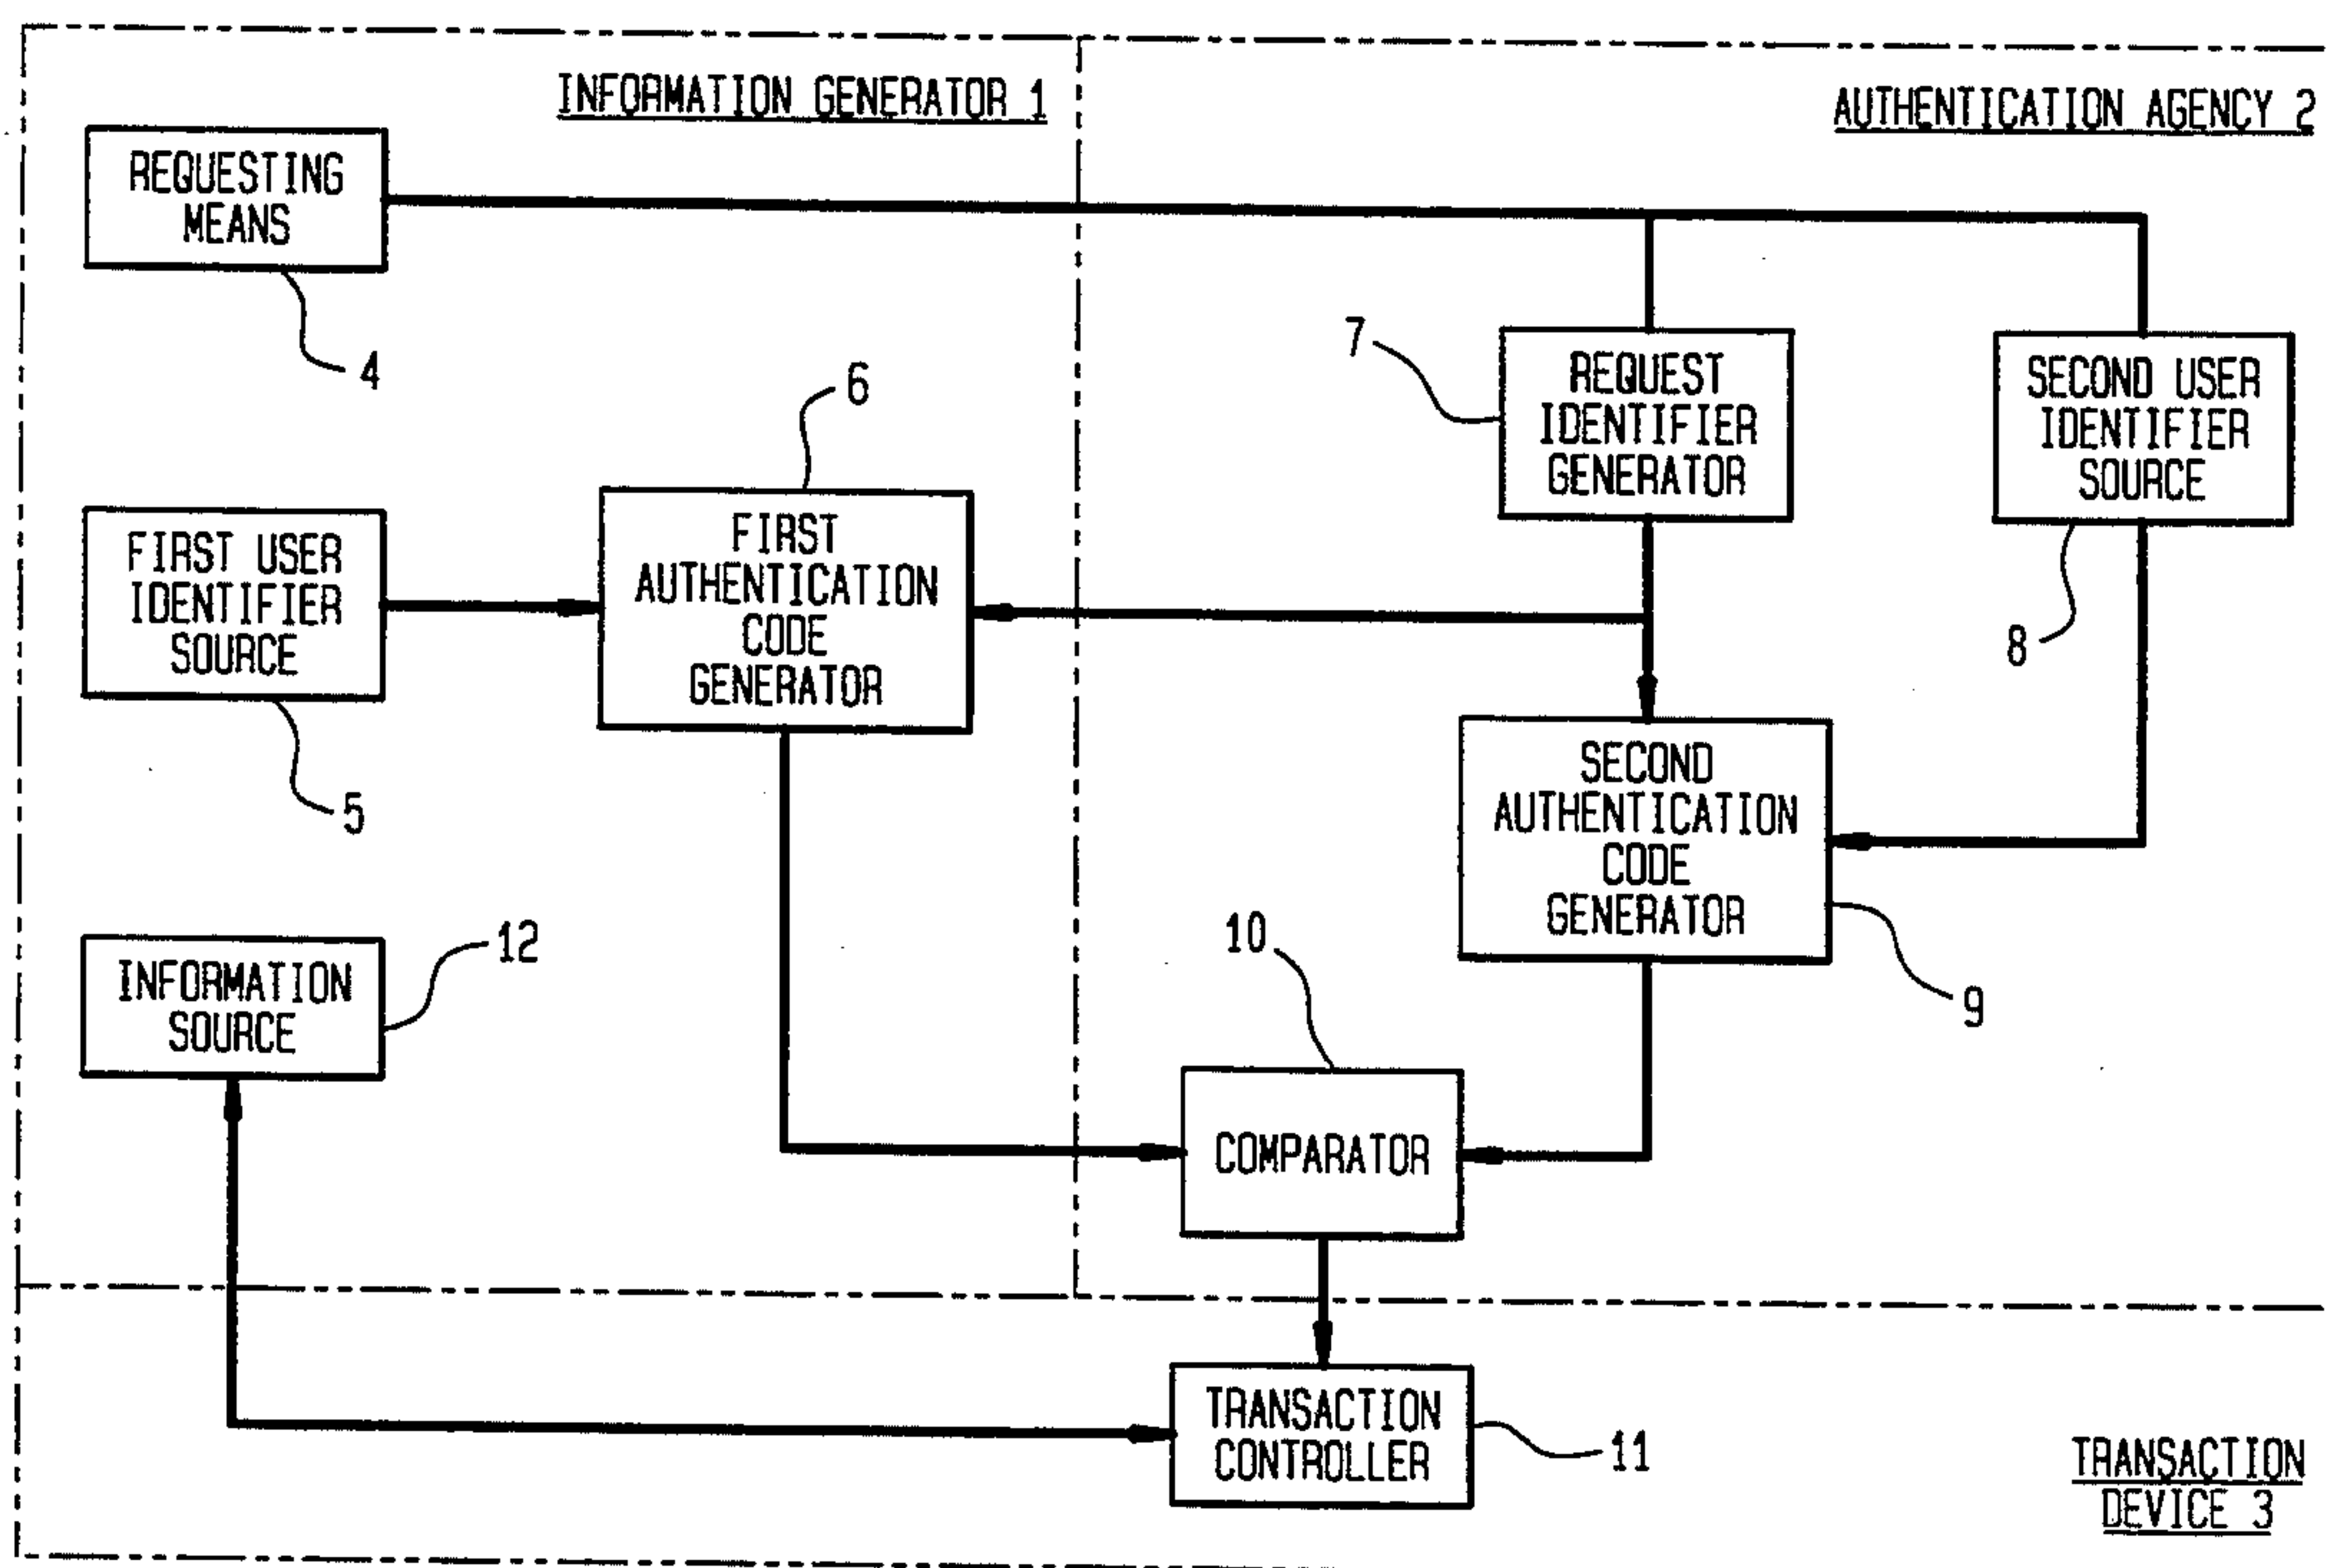 INFORMATION GENERATOR 1
AUTHENTICATION AGENCY 2
REQUESTING
MEANS
4
6
7
REQUEST
IDENTIFIER
GENERATOR
SECOND USER
IDENTIFIER
SOURCE
8
FIRST USER
IDENTIFIER
SOURCE
5
FIRST
AUTHENTICATION
CODE
GENERATOR
SECOND
AUTHENTICATION
CODE
GENERATOR
9
INFORMATION
SOURCE
12
10
COMPARATOR
TRANSACTION
CONTROLLER
11
TRANSACTION
DEVICE 3